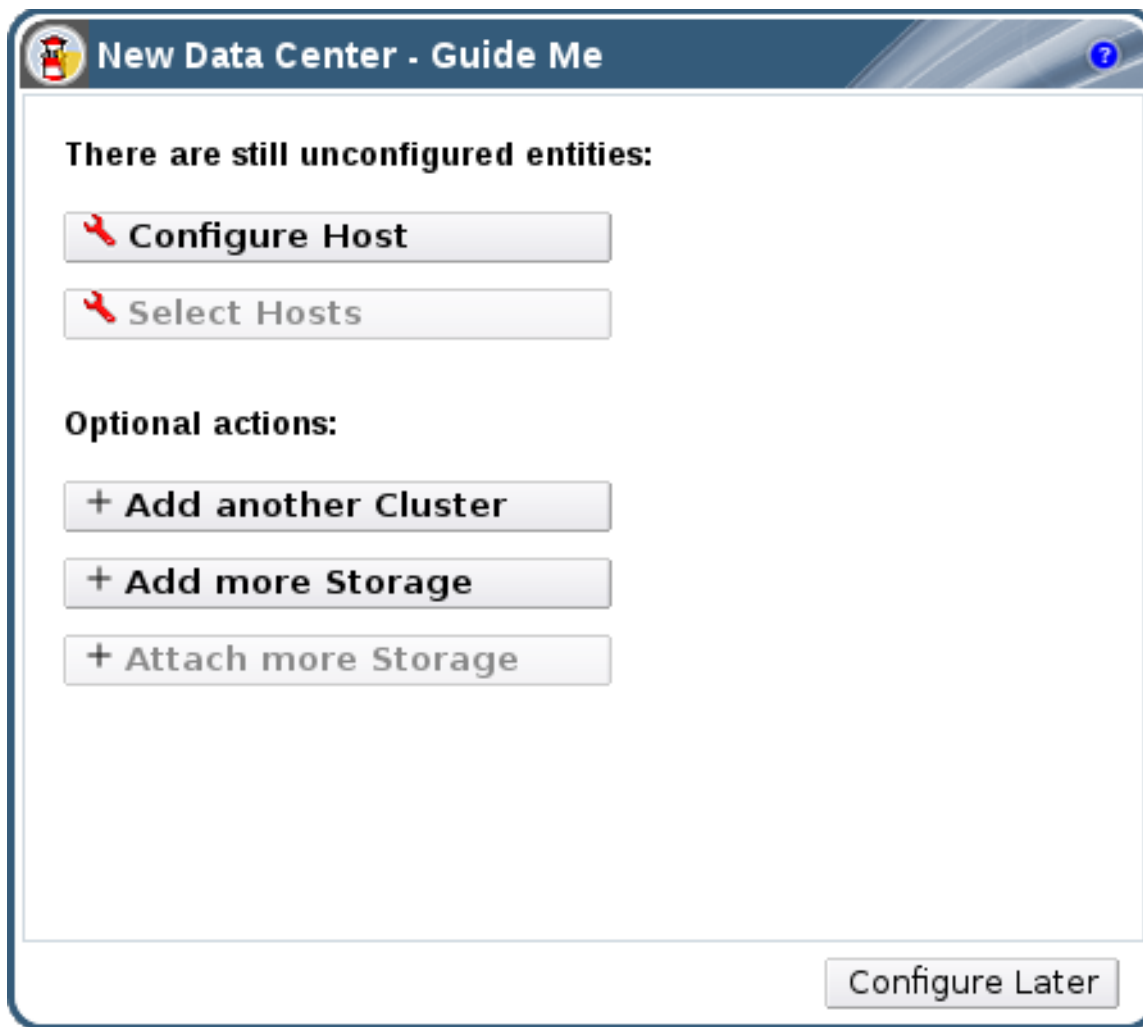 New Data Center - Guide Me
?
There are still unconfigured entities:
Configure Host
Select Hosts
Optional actions:
+ Add another Cluster
+ Add more Storage
+ Attach more Storage
Configure Later